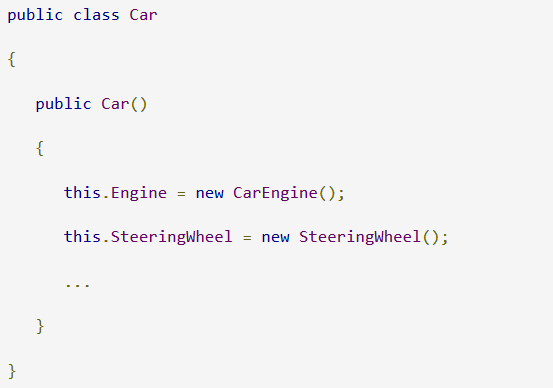 public class Car
{
public Car()
{
this.Engine = new CarEngine();
this.SteeringWheel = new SteeringWheel();
...
}
}